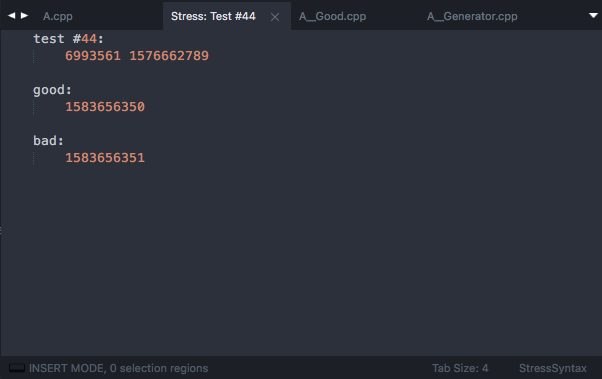 A.cpp Stress: Test #44 A__Good.cpp A__Generator.cpp
test #44:
6993561 1576662789
good:
1583656350
bad:
1583656351
INSERT MODE, 0 selection regions Tab Size: 4 StressSyntax